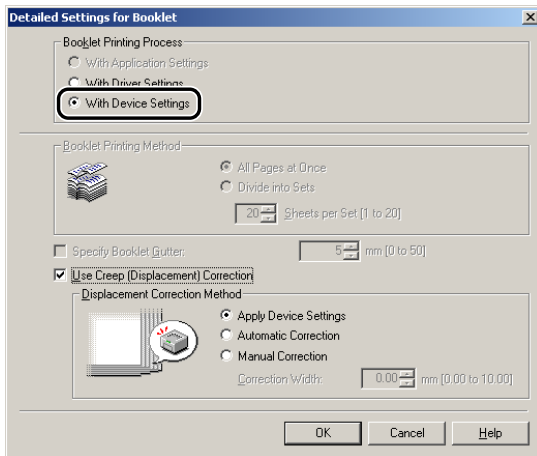 Detailed Settings for Booklet
Booklet Printing Process
With Application Settings
With Driver Settings
With Device Settings
Booklet Printing Method
All Pages at Once
Divide into Sets
20 Sheets per Set [1 to 20]
Specify Booklet Gutter: 5 mm [0 to 50]
Use Creep (Displacement) Correction
Displacement Correction Method
Apply Device Settings
Automatic Correction
Manual Correction
Correction Width: 0.00 mm [0.00 to 10.00]
OK Cancel Help